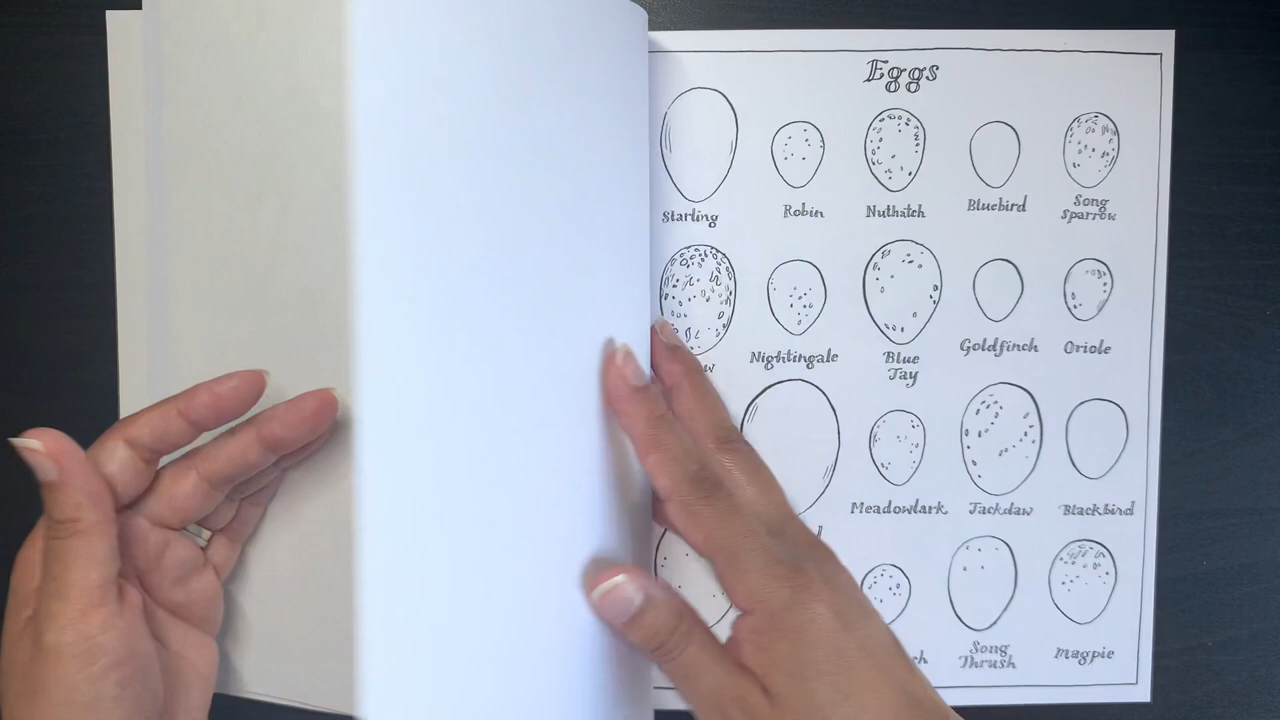 Eggs
Starling Robin Nuthatch Bluebird Song Sparrow
Nightingale Blue Jay Goldfinch Oriole
Meadowlark Jackdaw Blackbird
Song Thrush Magpie